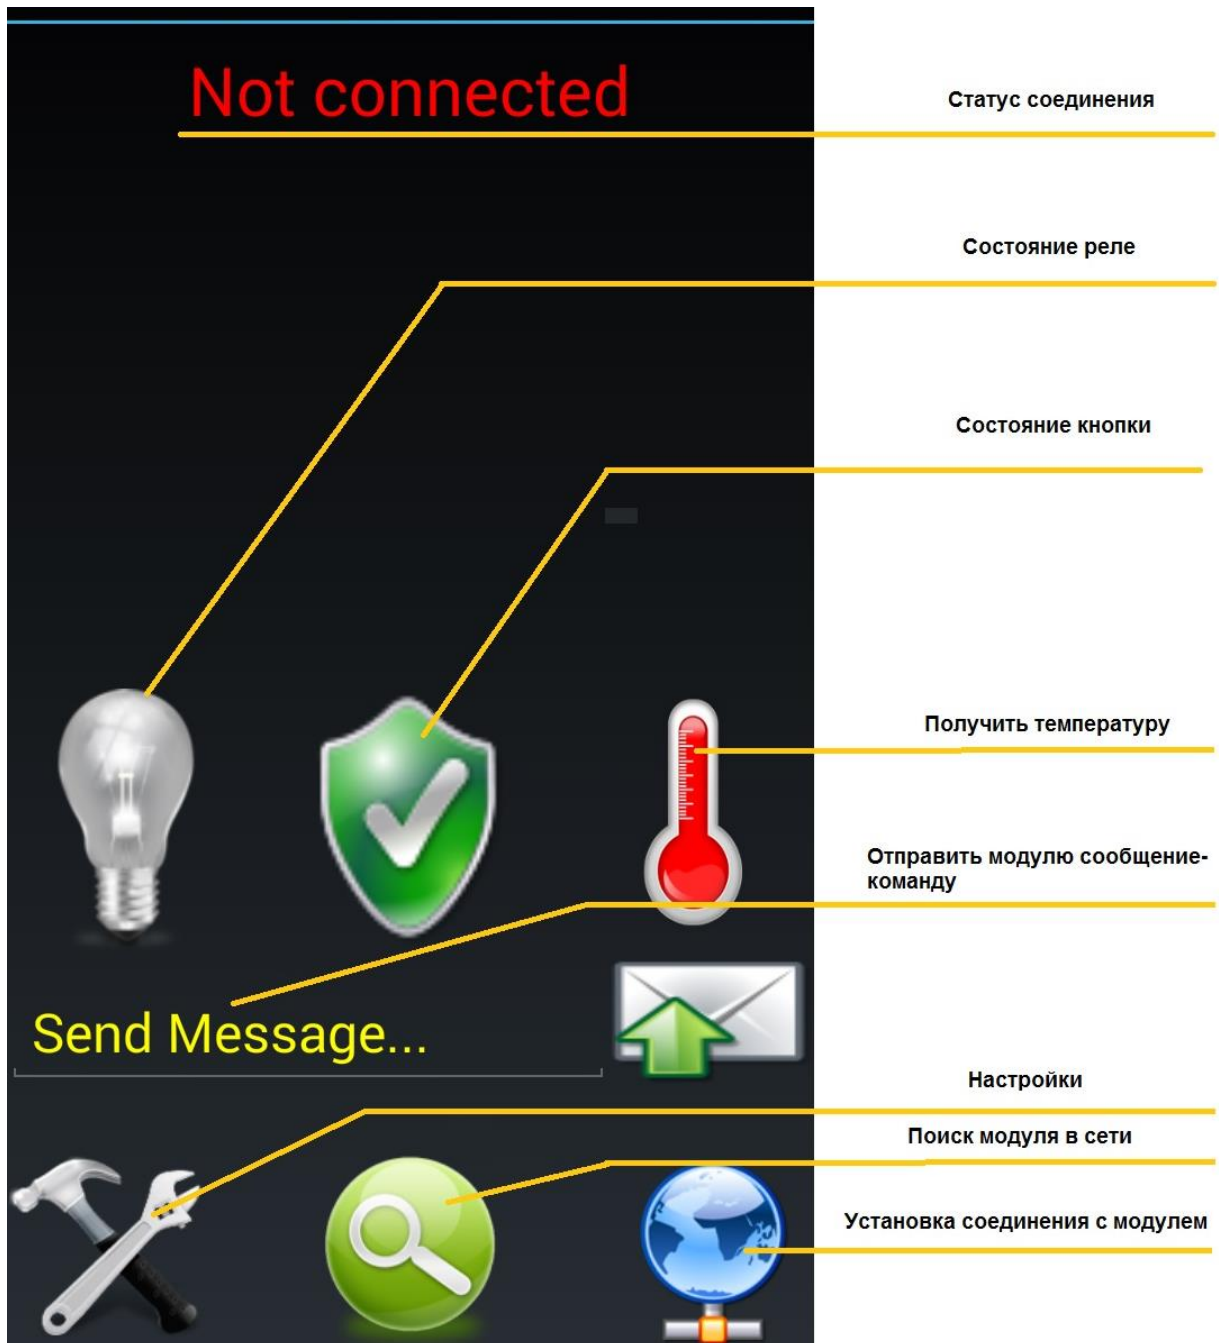 Not connected
Статус соединения
Состояние реле
Состояние кнопки
Получить температуру
Отправить модулю сообщение-
команду
Send Message...
Настройки
Поиск модуля в сети
Установка соединения с модулем